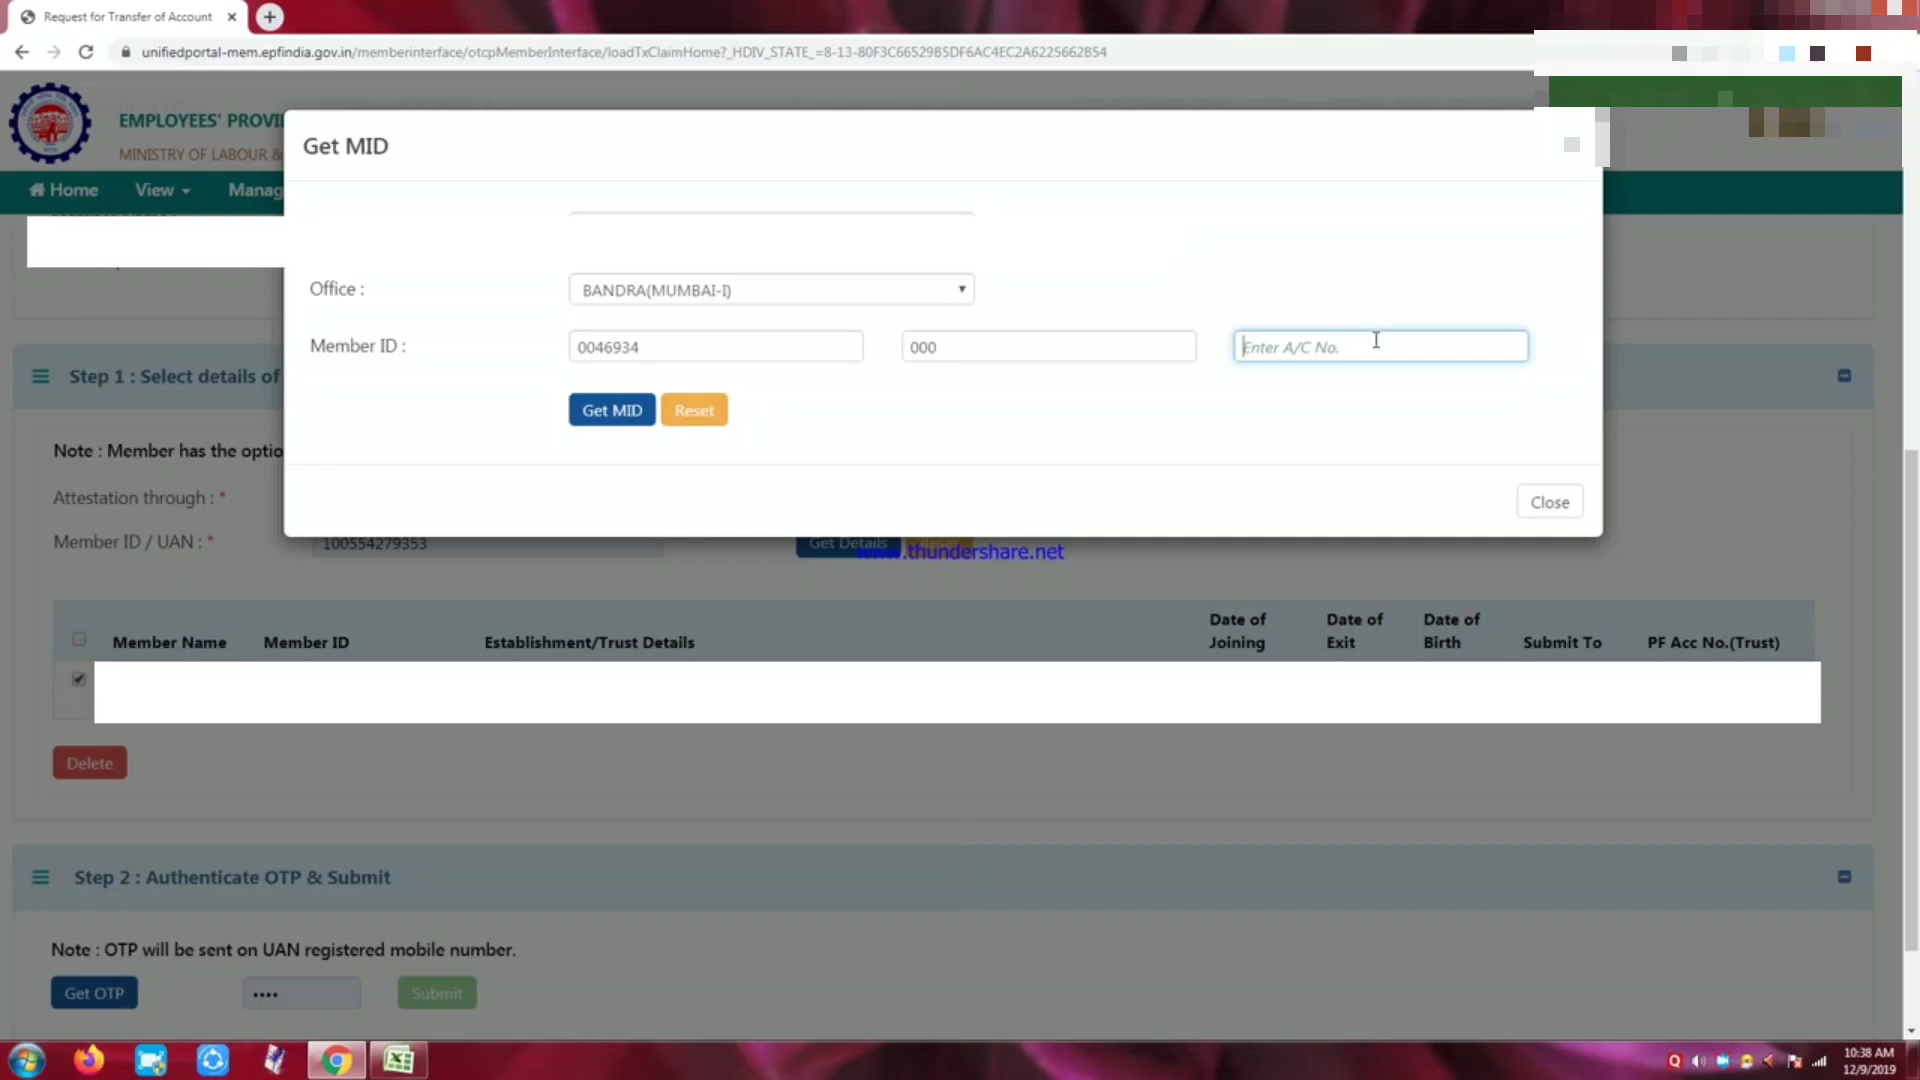 Request for Transfer of Account
unifiedportal-mem.epfindia.gov.in/memberinterface/otcpMemberInterface/loadTxClaimHome?_HDIV_STATE_=8-13-80F3C66529B5DF6AC4EC2A6225662B54
EMPLOYEES' PROVI
MINISTRY OF LABOUR &
Home View Manag
Get MID
Office : BANDRA(MUMBAI-I)
Member ID : 0046934 000 Enter A/C No.
Get MID Reset
Close
Step 1 : Select details of
Note : Member has the optio
Attestation through : *
Member ID / UAN : * 100554279353 Get Details Reset
www.thundershare.net
Member Name Member ID Establishment/Trust Details Date of Joining Date of Exit Date of Birth Submit To PF Acc No.(Trust)
Delete
Step 2 : Authenticate OTP & Submit
Note : OTP will be sent on UAN registered mobile number.
Get OTP •••• Submit
10:38 AM
12/9/2019